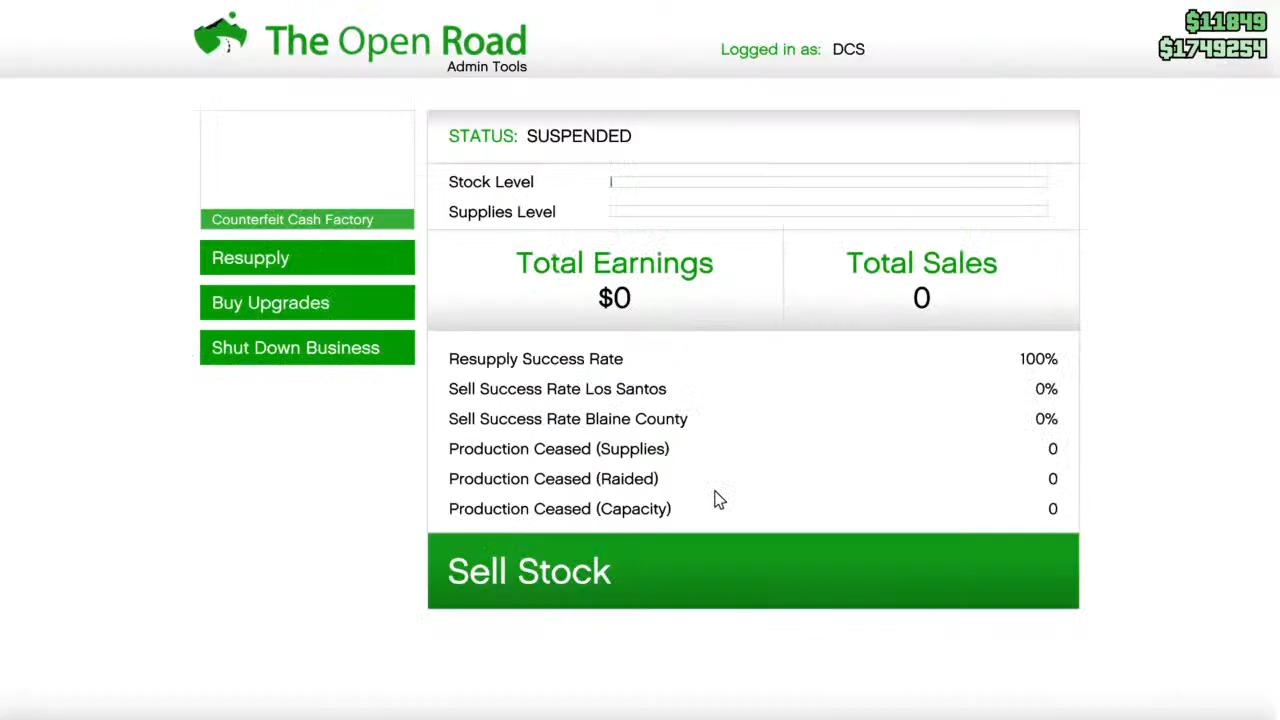 The Open Road
Admin Tools
Logged in as: DCS
$11849
$1749254
Counterfeit Cash Factory
Resupply
Buy Upgrades
Shut Down Business
STATUS: SUSPENDED
Stock Level
Supplies Level
Total Earnings
$0
Total Sales
0
Resupply Success Rate 100%
Sell Success Rate Los Santos 0%
Sell Success Rate Blaine County 0%
Production Ceased (Supplies) 0
Production Ceased (Raided) 0
Production Ceased (Capacity) 0
Sell Stock